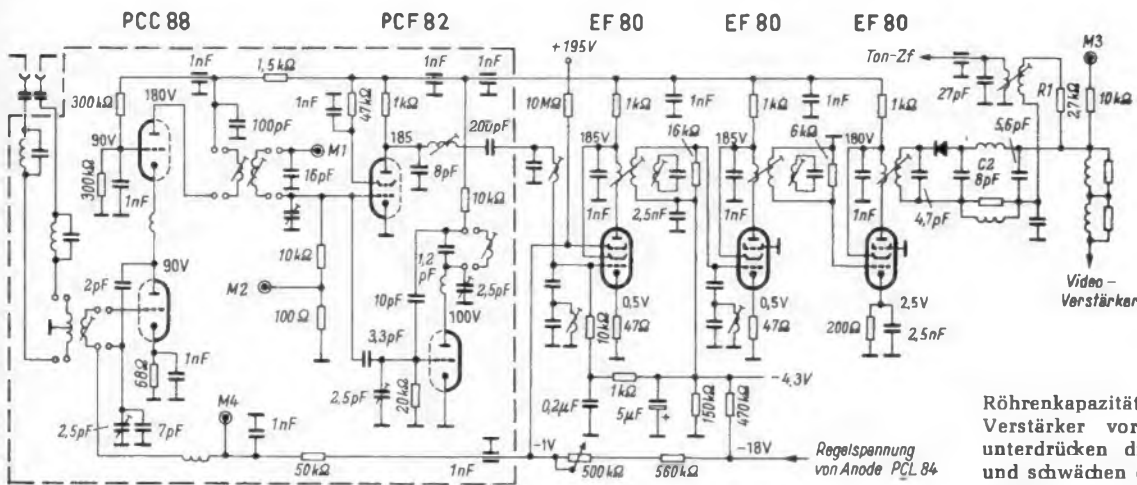 PCC 88
PCF 82
EF 80
EF 80
EF 80
+195V
Ton-Zf
M3
1nF
1,5kΩ
1nF
1nF
300kΩ
180V
1nF
47kΩ
1kΩ
10MΩ
1kΩ
1nF
1kΩ
1nF
1kΩ
27pF
R1
2,7kΩ
10kΩ
100pF
200pF
90V
M1
185
185V
16kΩ
185V
6kΩ
180V
5,6pF
300kΩ
1nF
16pF
8pF
10kΩ
1nF
2,5nF
1nF
1nF
4,7pF
C2
8pF
90V
10kΩ
1,2
pF
2pF
M2
10pF
2,5pF
100V
0,5V
0,5V
2,5V
Video-
Verstärker
100Ω
10kΩ
47Ω
47Ω
200Ω
2,5nF
68Ω
1nF
3,3pF
-4,3V
M4
2,5pF
20kΩ
1kΩ
0,2µF
5µF
+
150kΩ
470kΩ
2,5pF
7pF
1nF
-1V
-18V
50kΩ
1nF
500kΩ
560kΩ
Regelspannung
von Anode PCL 84
Röhrenkapazität
Verstärker vor
unterdrücken d
und schwächen